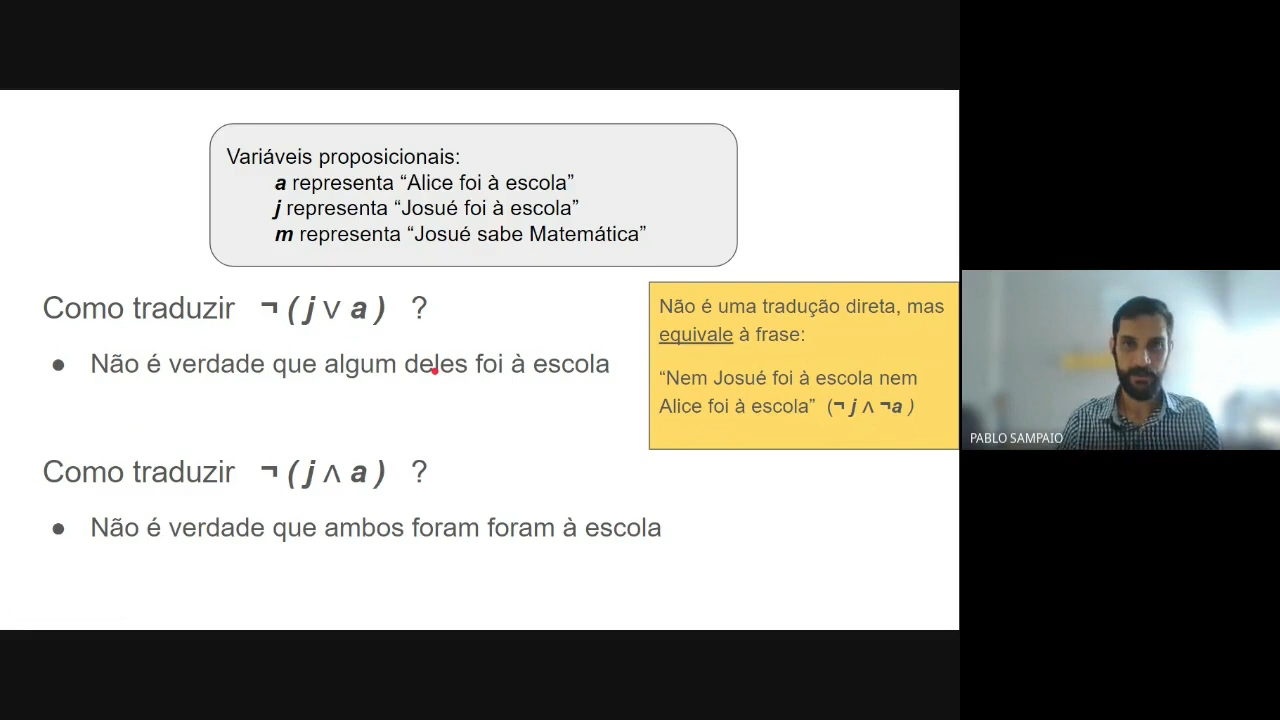 Variáveis proposicionais:
a representa “Alice foi à escola”
j representa “Josué foi à escola”
m representa “Josué sabe Matemática”
Como traduzir ¬ ( j ∨ a ) ?
● Não é verdade que algum deles foi à escola
Não é uma tradução direta, mas
equivale à frase:
“Nem Josué foi à escola nem
Alice foi à escola” (¬ j ∧ ¬a )
Como traduzir ¬ ( j ∧ a ) ?
● Não é verdade que ambos foram foram à escola
PABLO SAMPAIO